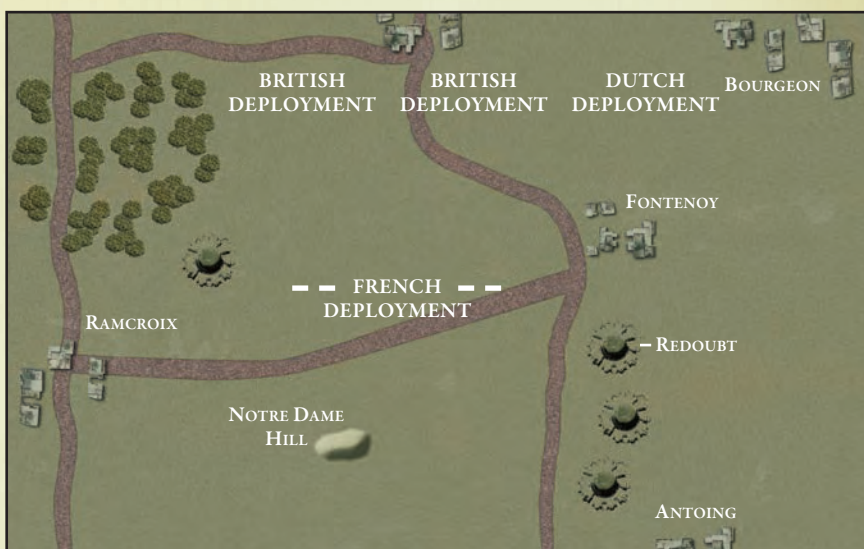 BRITISH
DEPLOYMENT
BRITISH
DEPLOYMENT
DUTCH
DEPLOYMENT
BOURGEON
FONTENOY
FRENCH
DEPLOYMENT
RAMCROIX
REDOUBT
NOTRE DAME
HILL
ANTOING